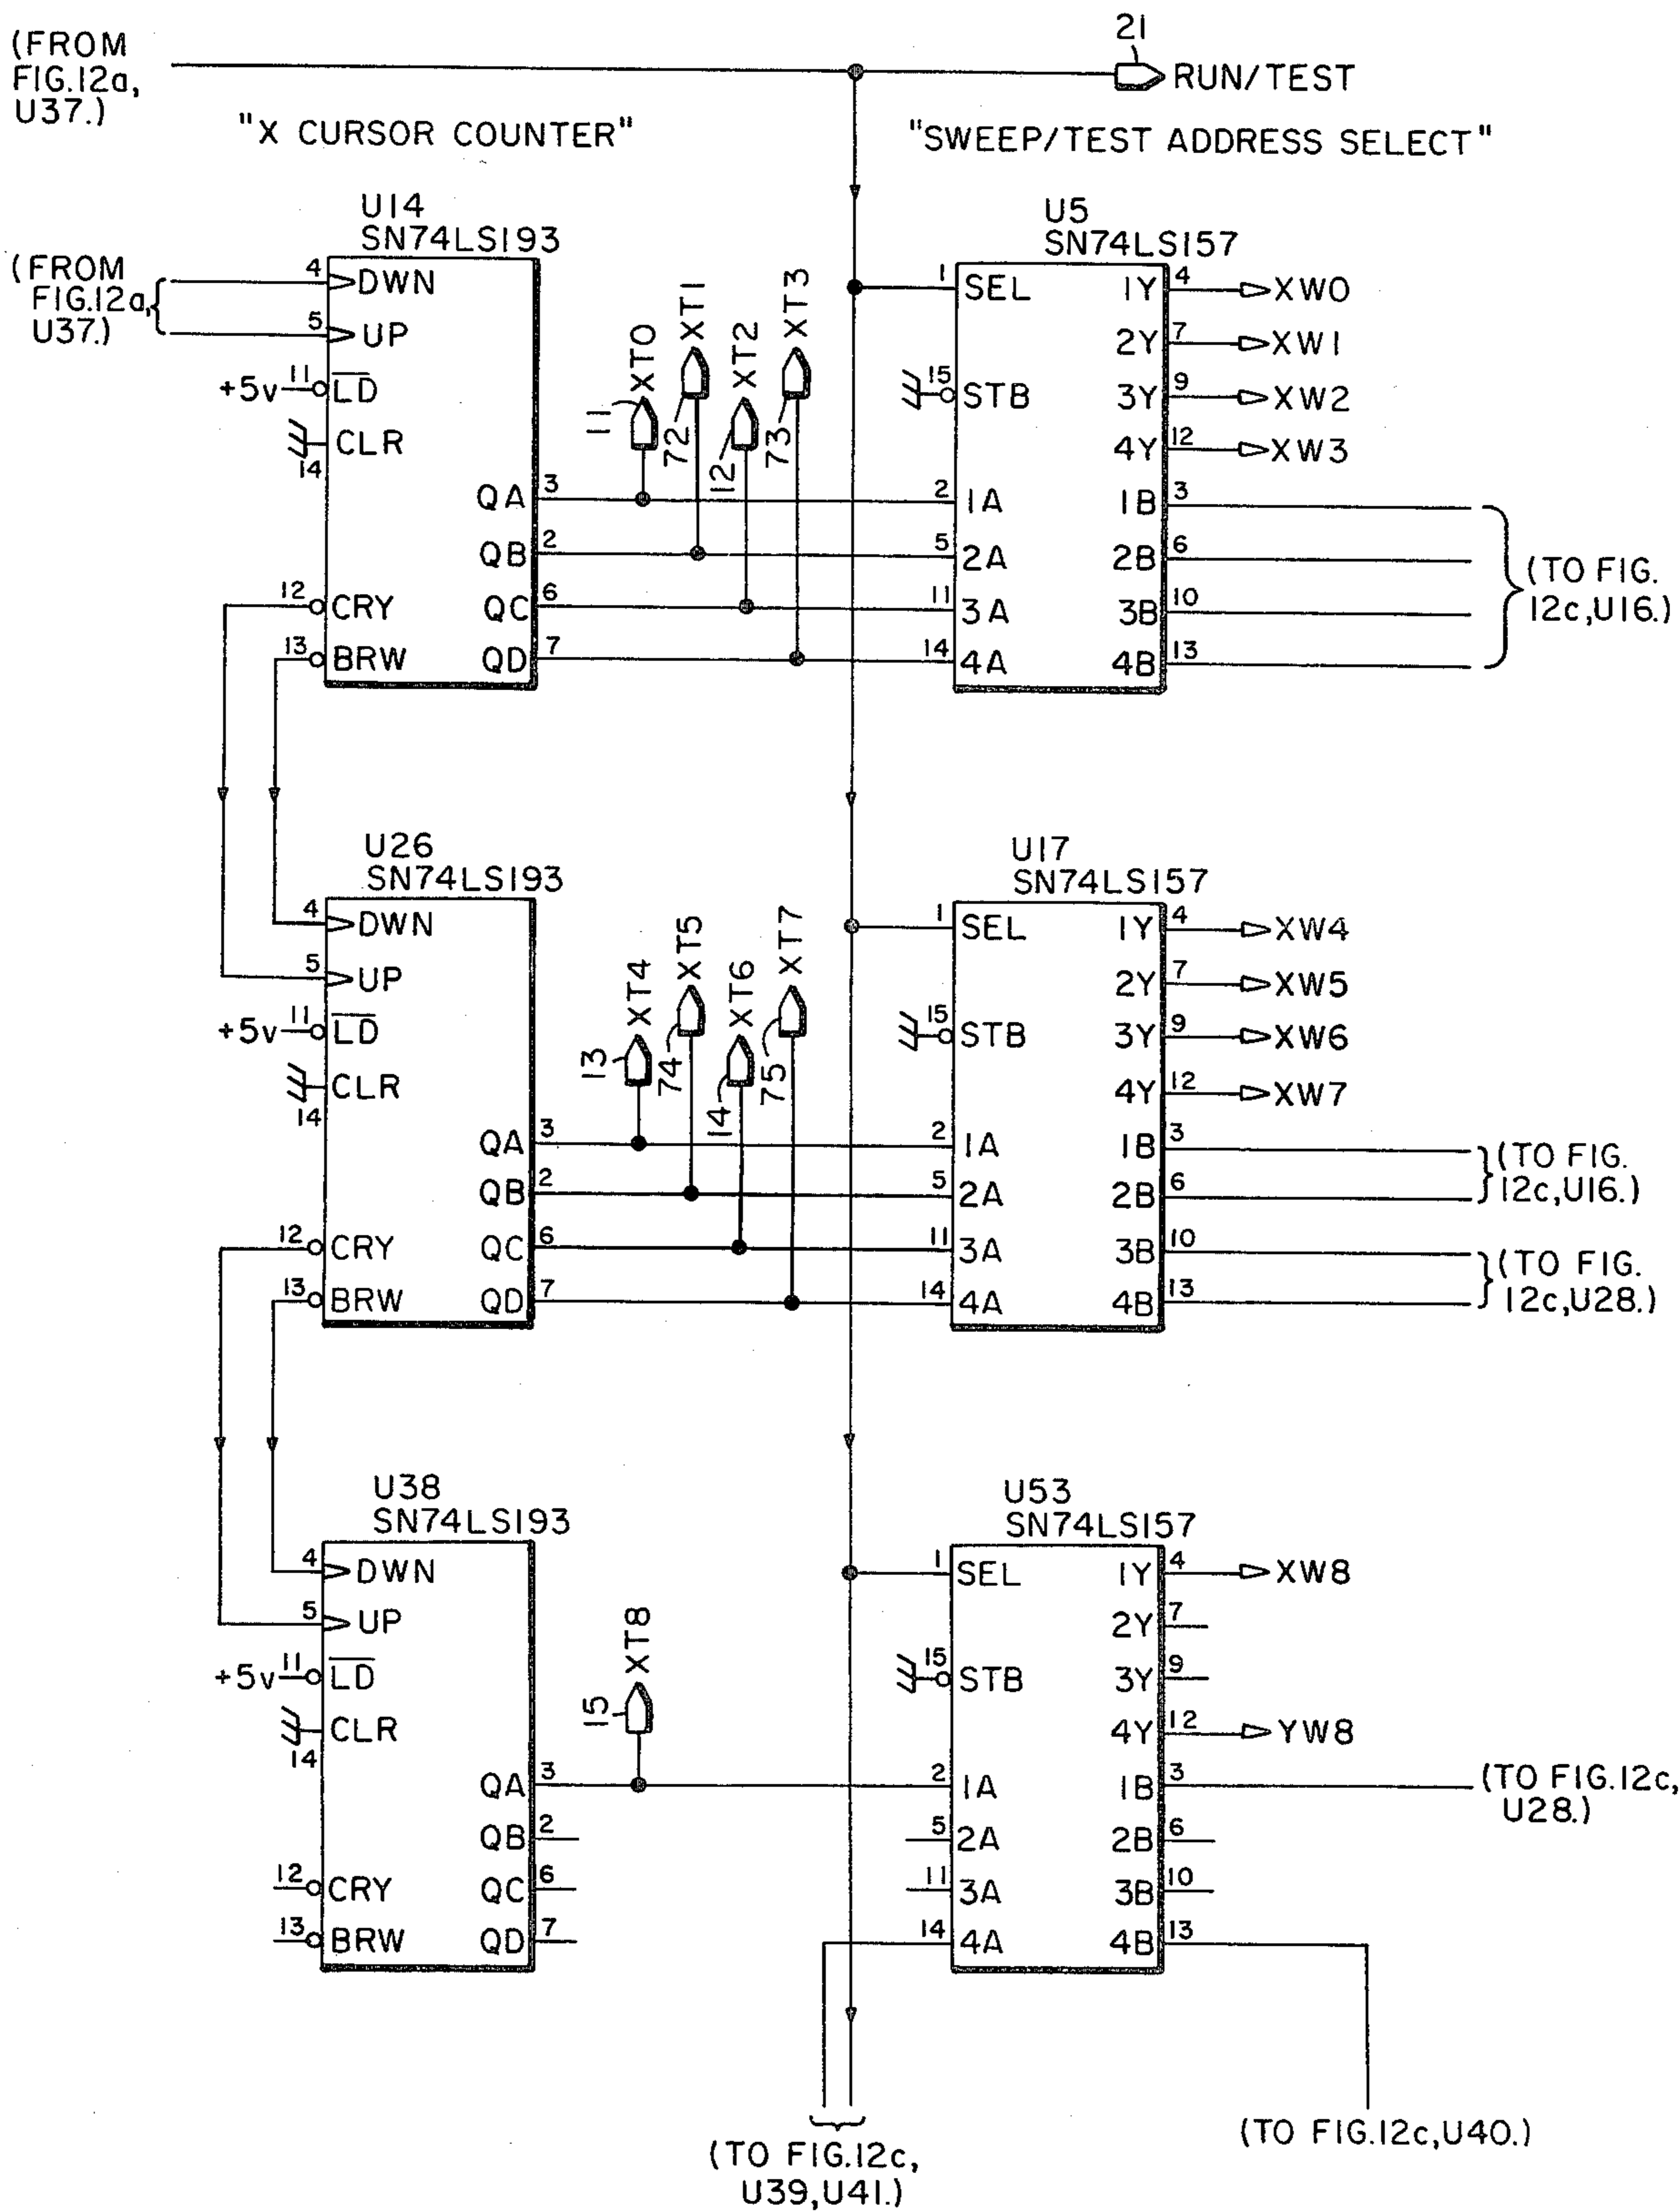 (FROM
FIG.12a,
U37.)
21
RUN/TEST
"X CURSOR COUNTER"
"SWEEP/TEST ADDRESS SELECT"
U14
SN74LS193
(FROM
FIG.12a,
U37.)
4 DWN
5 UP
+5v 11 LD
CLR
14
QA 3
QB 2
12 CRY QC 6
13 BRW QD 7
11 XT0
72 XT1
12 XT2
73 XT3
U5
SN74LS157
1 SEL 1Y 4 XW0
2Y 7 XW1
15 STB 3Y 9 XW2
4Y 12 XW3
2 1A 1B 3
5 2A 2B 6
11 3A 3B 10
14 4A 4B 13
(TO FIG.
12c,U16.)
U26
SN74LS193
4 DWN
5 UP
+5v 11 LD
CLR
14
QA 3
QB 2
12 CRY QC 6
13 BRW QD 7
13 XT4
74 XT5
14 XT6
75 XT7
U17
SN74LS157
1 SEL 1Y 4 XW4
2Y 7 XW5
15 STB 3Y 9 XW6
4Y 12 XW7
2 1A 1B 3
5 2A 2B 6
(TO FIG.
12c,U16.)
11 3A 3B 10
14 4A 4B 13
(TO FIG.
12c,U28.)
U38
SN74LS193
4 DWN
5 UP
+5v 11 LD
CLR
14
QA 3
QB 2
12 CRY QC 6
13 BRW QD 7
15 XT8
U53
SN74LS157
1 SEL 1Y 4 XW8
2Y 7
15 STB 3Y 9
4Y 12 YW8
2 1A 1B 3
(TO FIG.12c,
U28.)
5 2A 2B 6
11 3A 3B 10
14 4A 4B 13
(TO FIG.12c,
U39,U41.)
(TO FIG.12c,U40.)